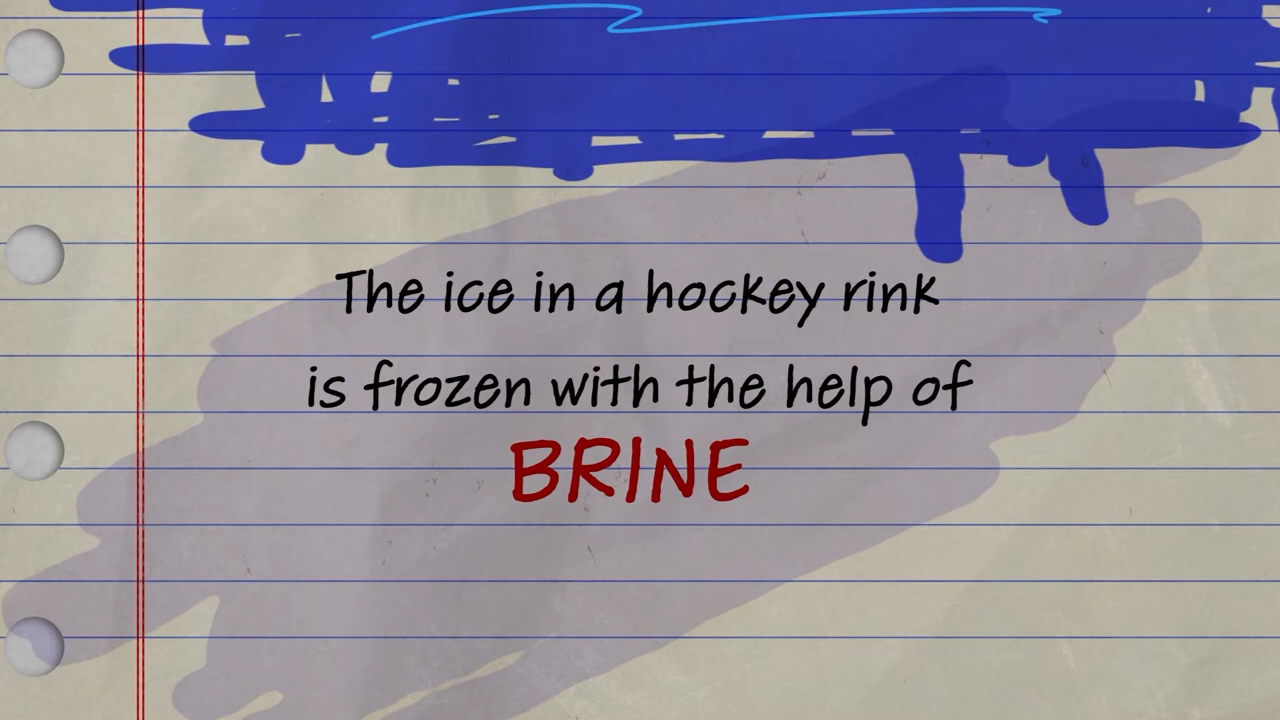 The ice in a hockey rink
is frozen with the help of
BRINE